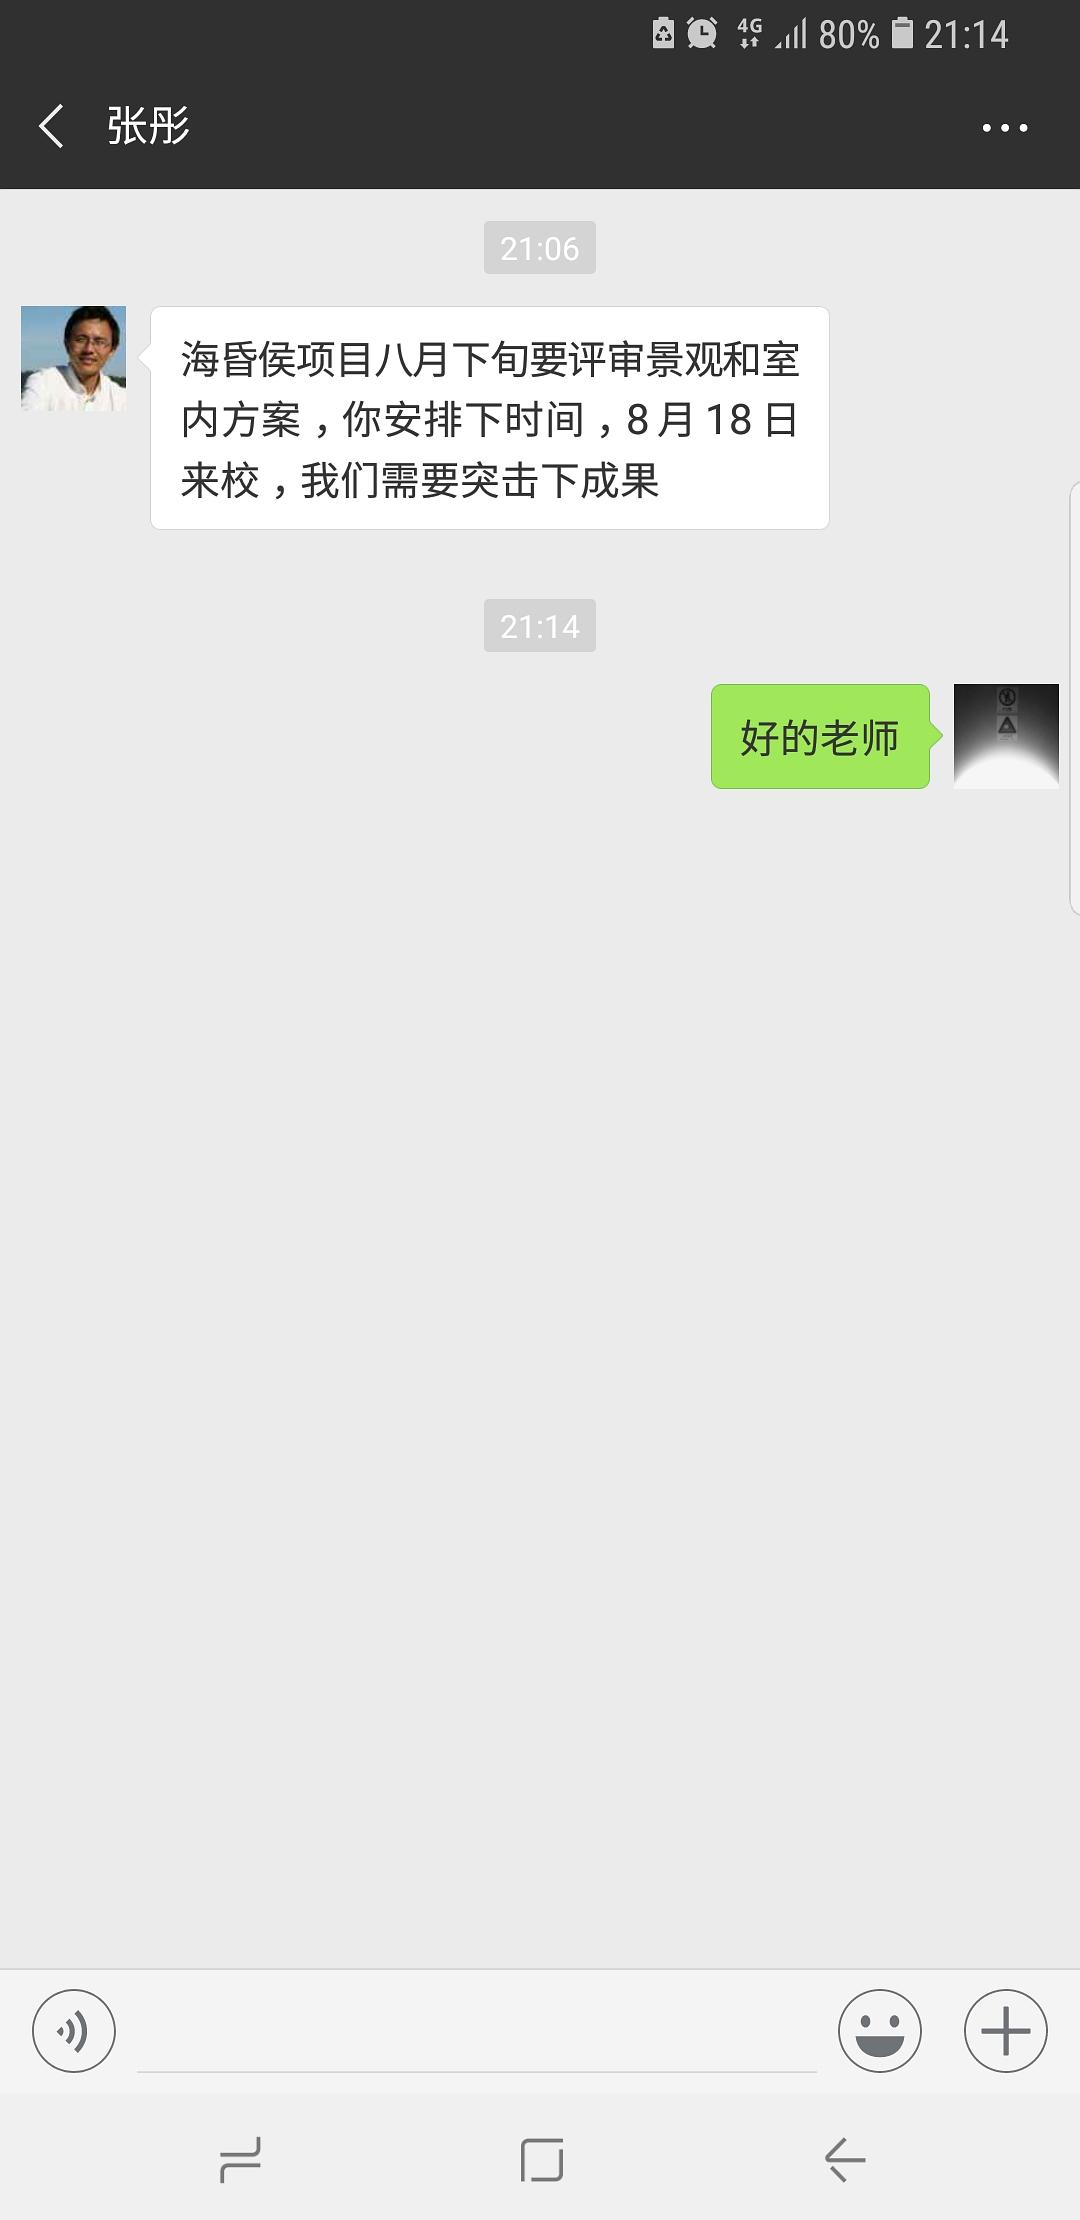 4G 80% 21:14
张彤
21:06
海昏侯项目八月下旬要评审景观和室
内方案，你安排下时间，8月18日
来校，我们需要突击下成果
21:14
好的老师